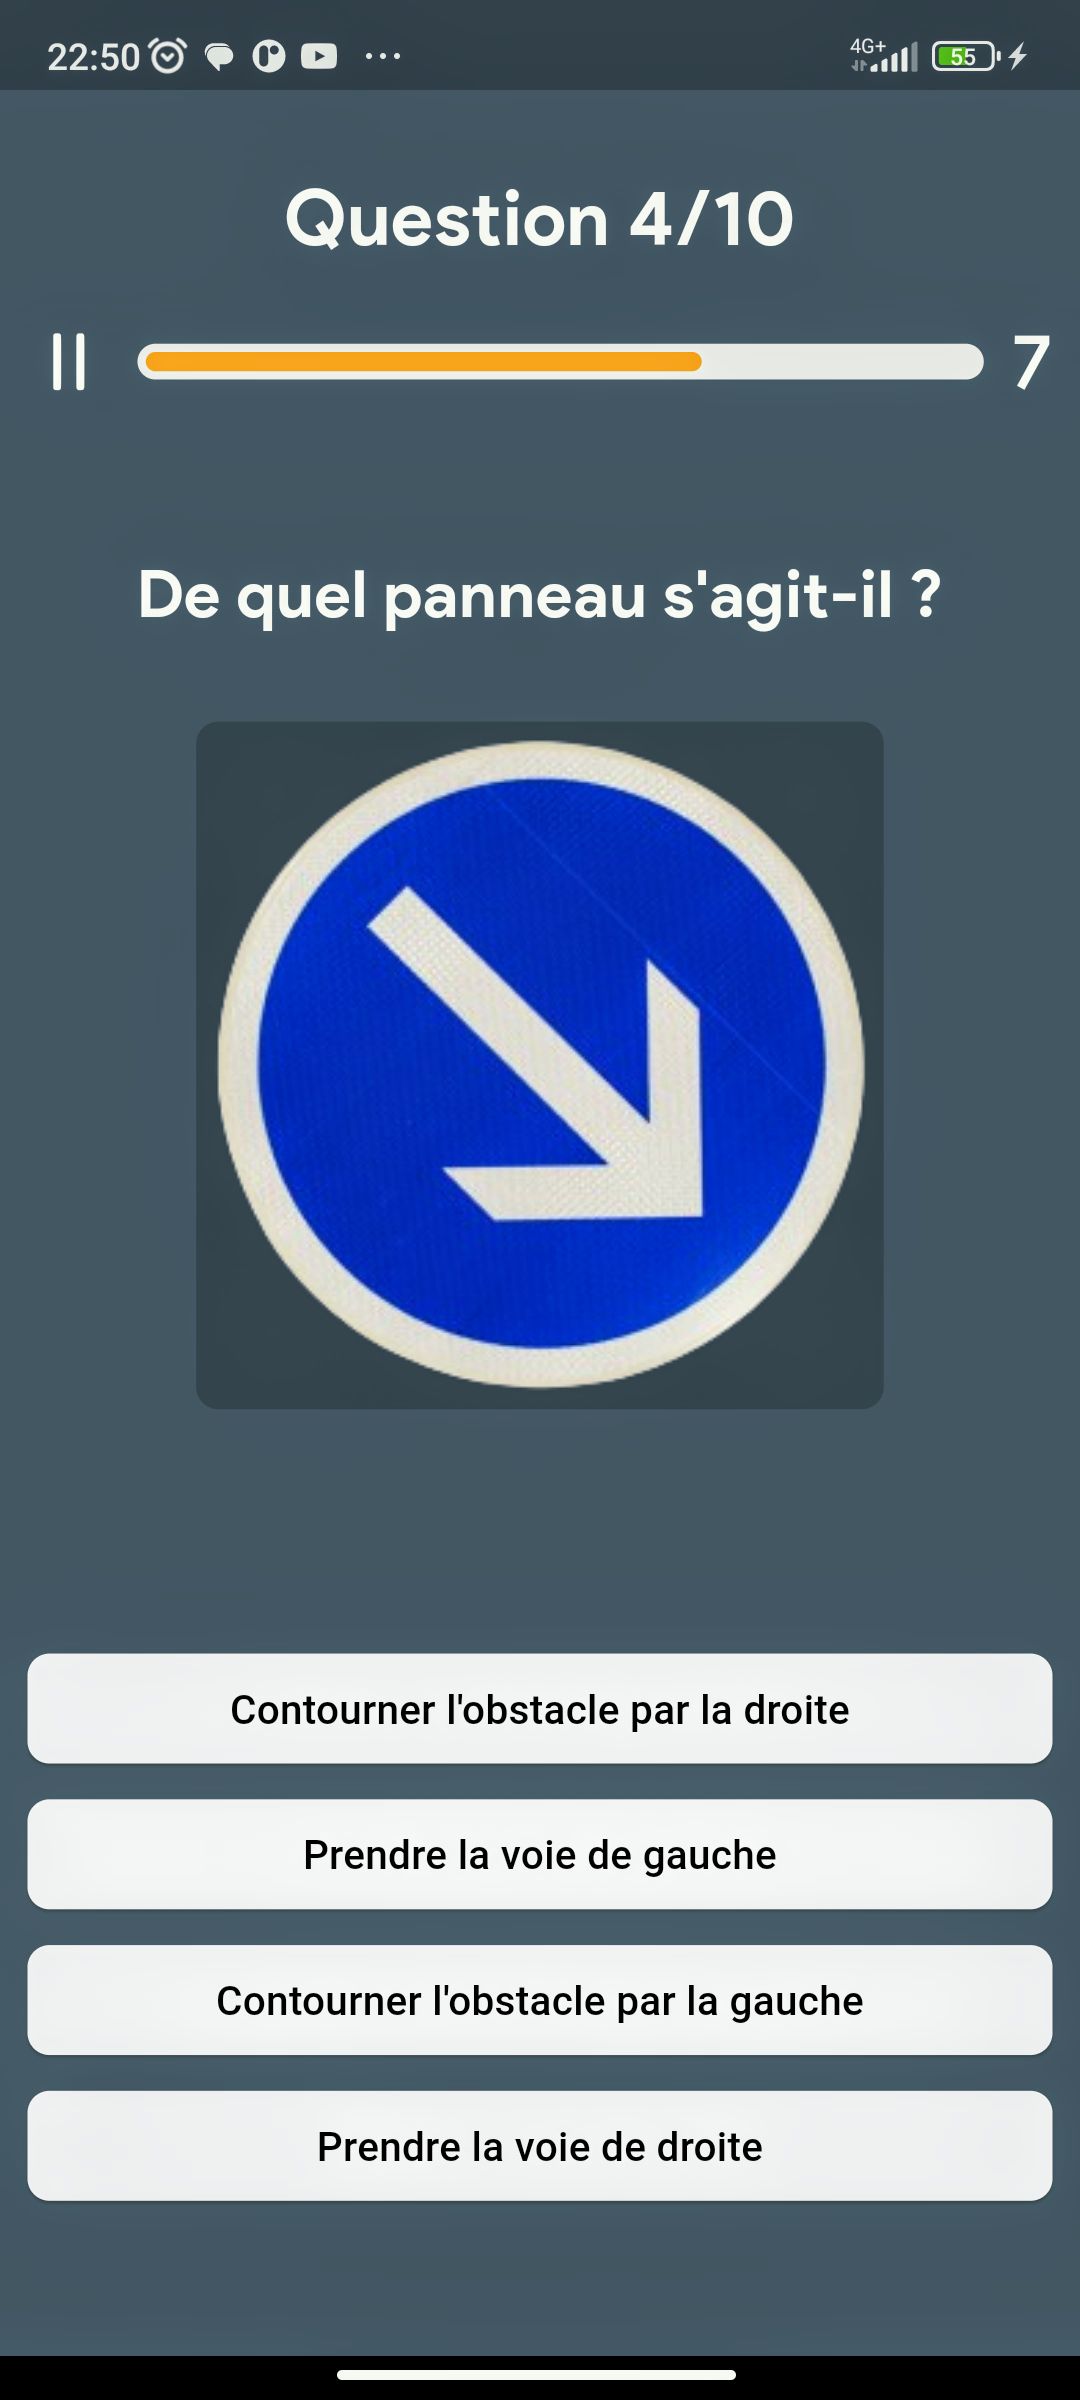 22:50
4G+
55
Question 4/10
7
De quel panneau s'agit-il ?
Contourner l'obstacle par la droite
Prendre la voie de gauche
Contourner l'obstacle par la gauche
Prendre la voie de droite